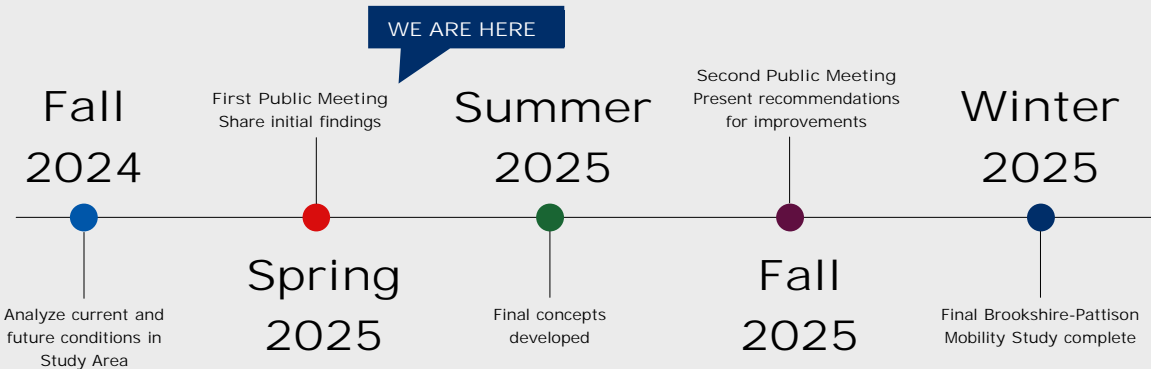 WE ARE HERE
Fall
2024
Analyze current and
future conditions in
Study Area
First Public Meeting
Share initial findings
Spring
2025
Summer
2025
Final concepts
developed
Second Public Meeting
Present recommendations
for improvements
Fall
2025
Winter
2025
Final Brookshire-Pattison
Mobility Study complete